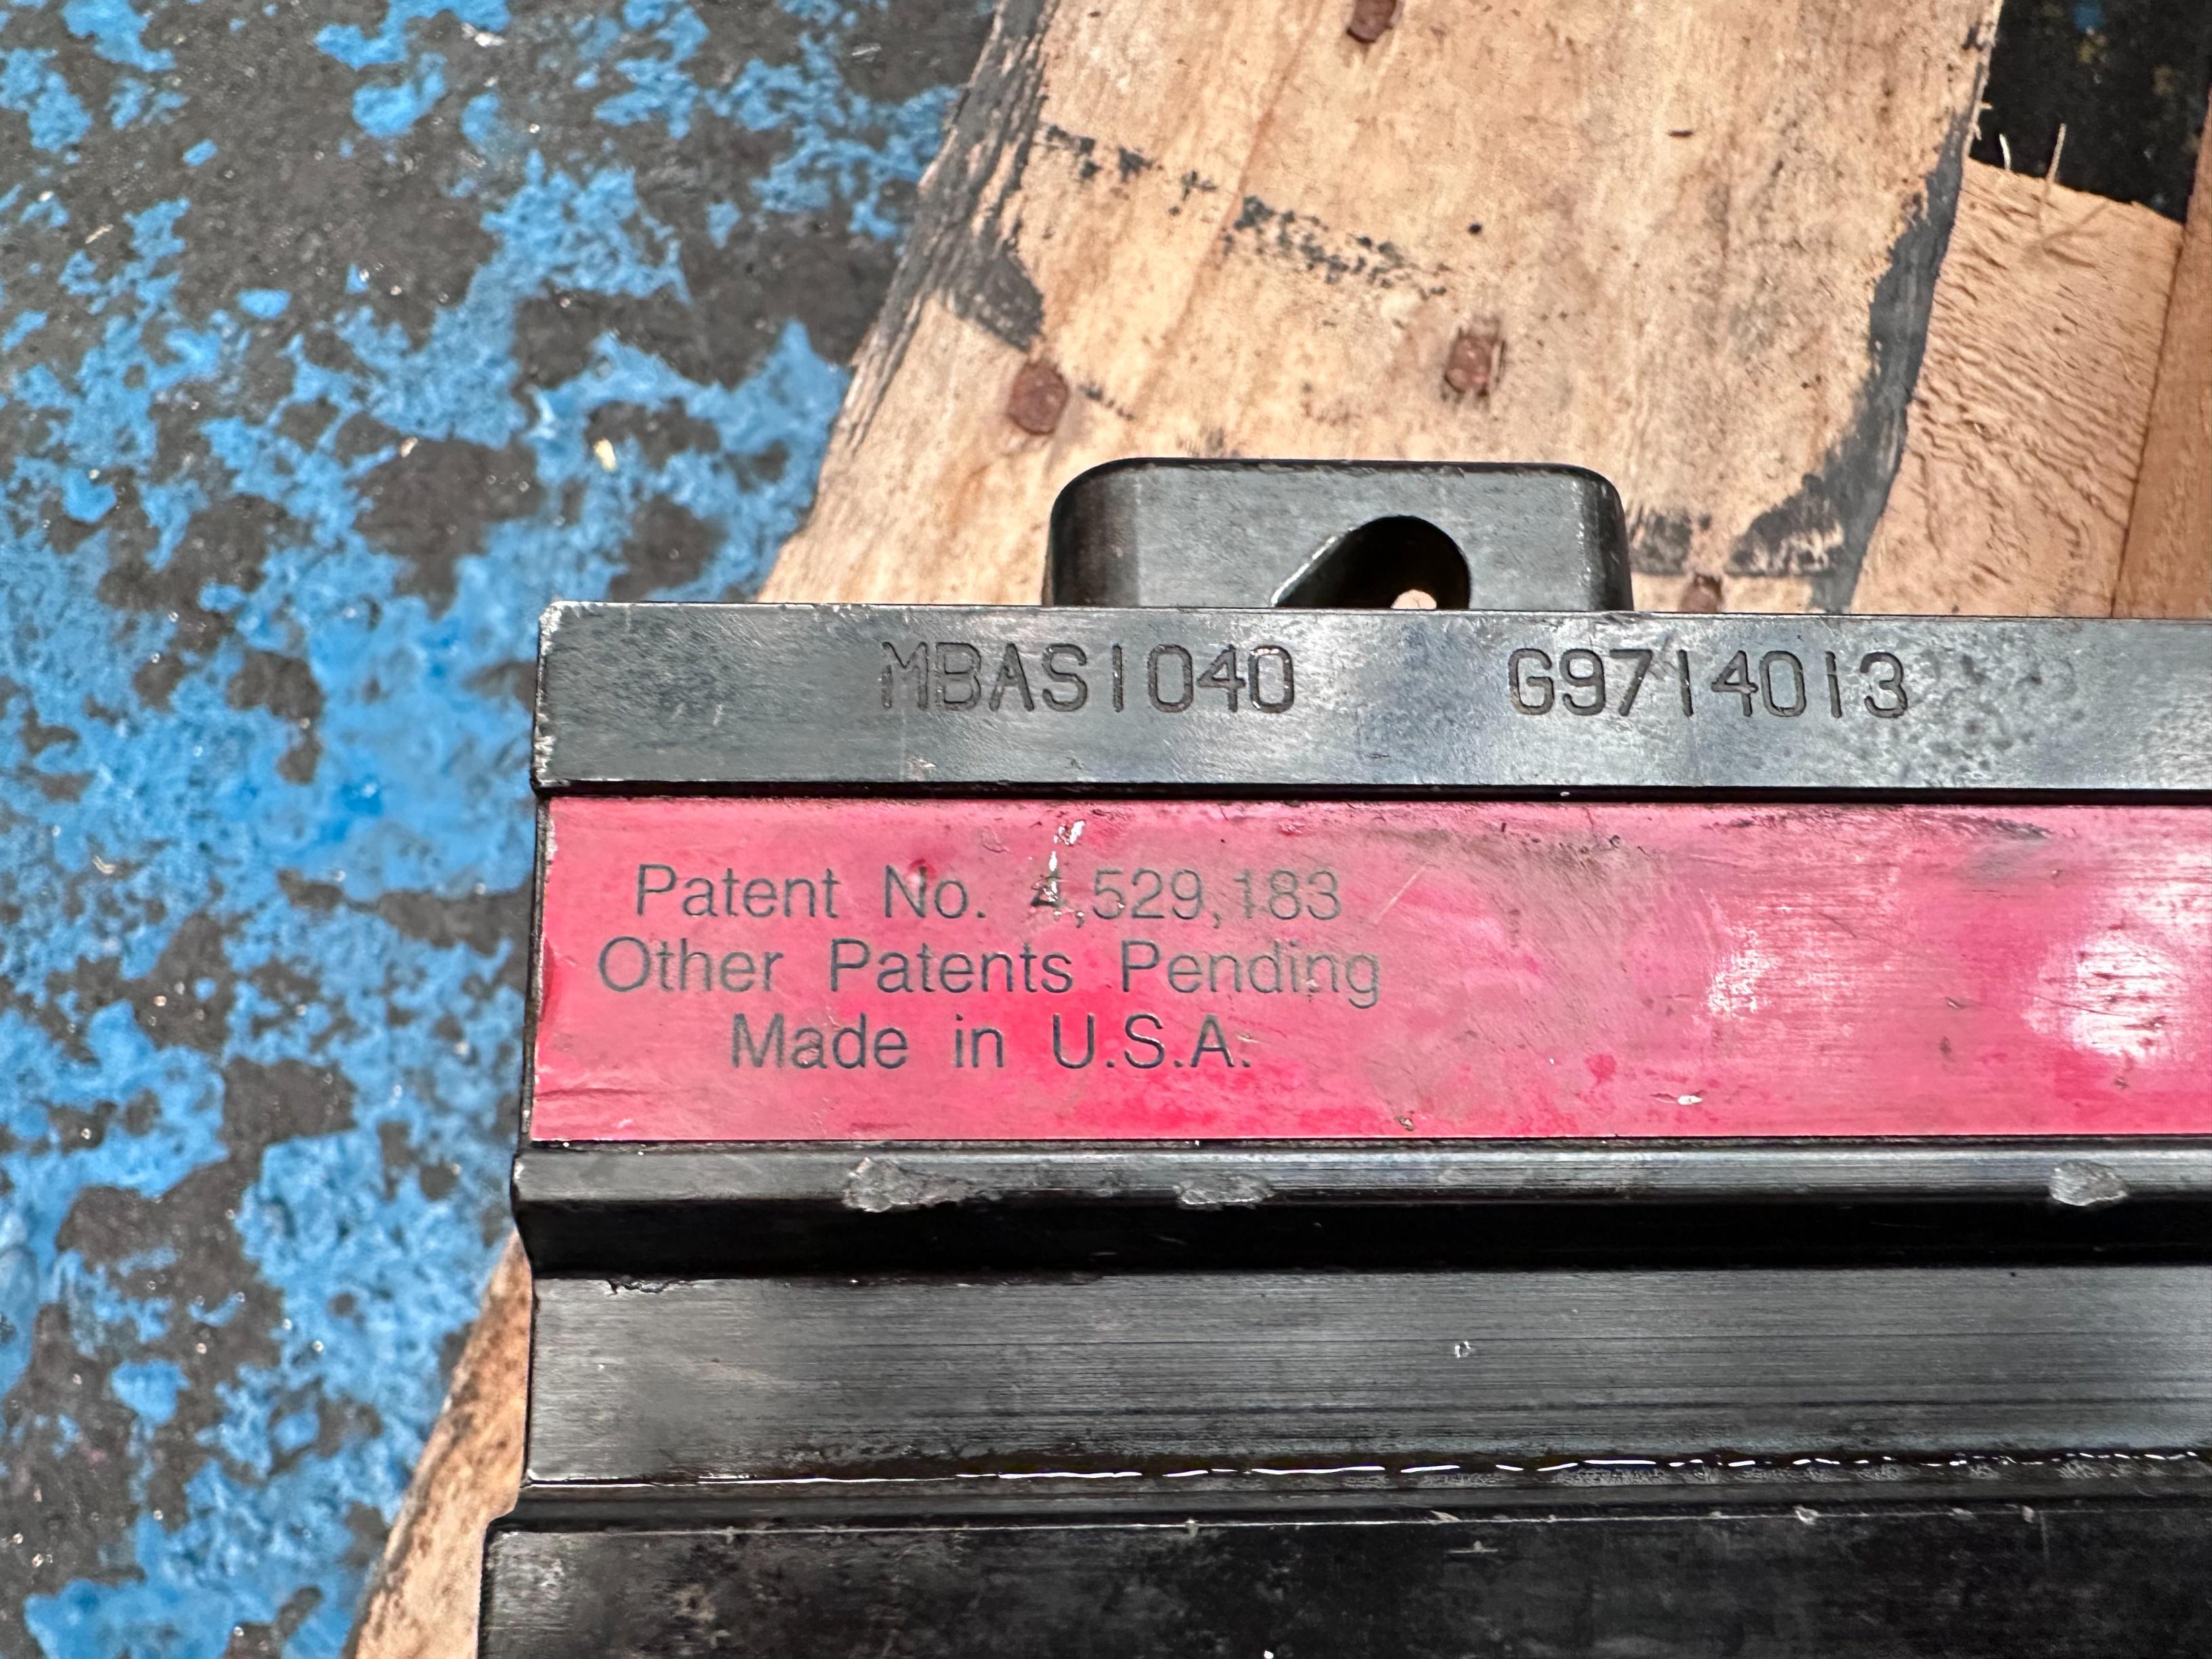 MBAS1040 G9714013
Patent No. 4,529,183
Other Patents Pending
Made in U.S.A.